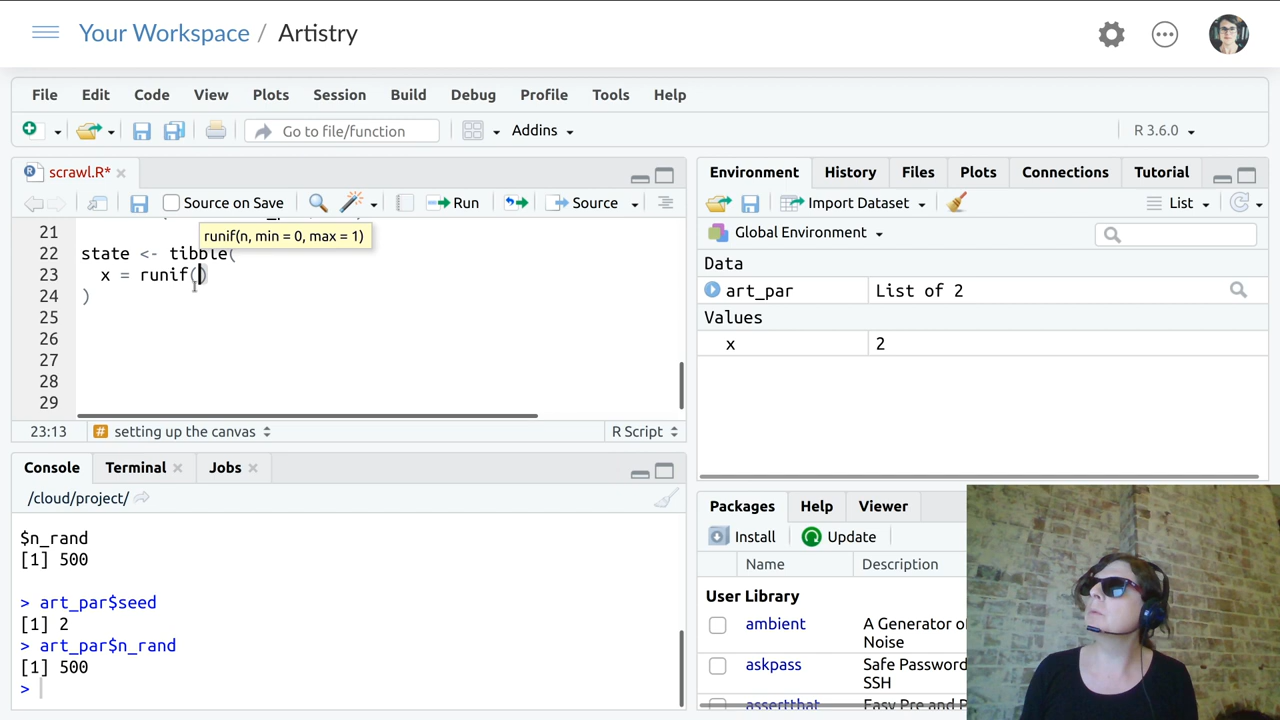 Your Workspace / Artistry
File Edit Code View Plots Session Build Debug Profile Tools Help
Go to file/function Addins R 3.6.0
scrawl.R*
Source on Save Run Source
runif(n, min = 0, max = 1)
21
22 state <- tibble(
23 x = runif()
24 )
25
26
27
28
29
23:13 # setting up the canvas R Script
Console Terminal Jobs
/cloud/project/
$n_rand
[1] 500
> art_par$seed
[1] 2
> art_par$n_rand
[1] 500
>
Environment History Files Plots Connections Tutorial
Import Dataset List
Global Environment
Data
art_par List of 2
Values
x 2
Packages Help Viewer
Install Update
Name Description
User Library
ambient A Generator of
Noise
askpass Safe Password
SSH
assertthat Easy Pre and P